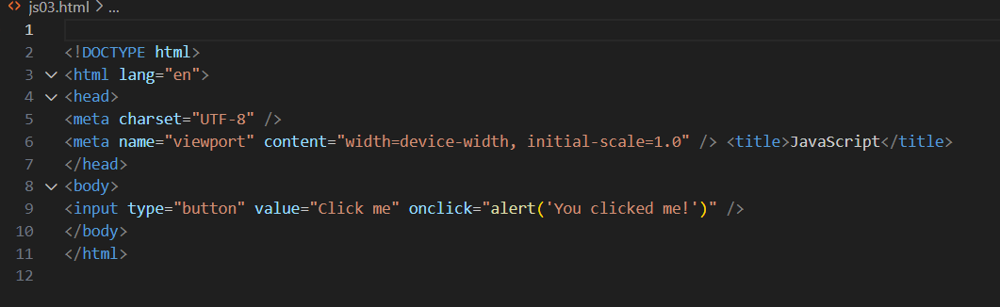 js03.html > ...
1
2 <!DOCTYPE html>
3 <html lang="en">
4 <head>
5 <meta charset="UTF-8" />
6 <meta name="viewport" content="width=device-width, initial-scale=1.0" /> <title>JavaScript</title>
7 </head>
8 <body>
9 <input type="button" value="Click me" onclick="alert('You clicked me!')" />
10 </body>
11 </html>
12